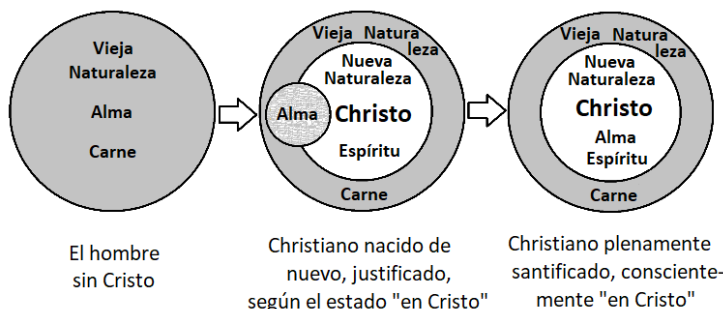 Vieja
Naturaleza
Alma
Carne
El hombre
sin Cristo
Vieja Natura
leza
Nueva
Naturaleza
Alma Christo
Espíritu
Carne
Christiano nacido de
nuevo, justificado,
según el estado "en Cristo"
Vieja Natura
leza
Nueva
Naturaleza
Christo
Alma
Espíritu
Carne
Christiano plenamente
santificado, consciente-
mente "en Cristo"